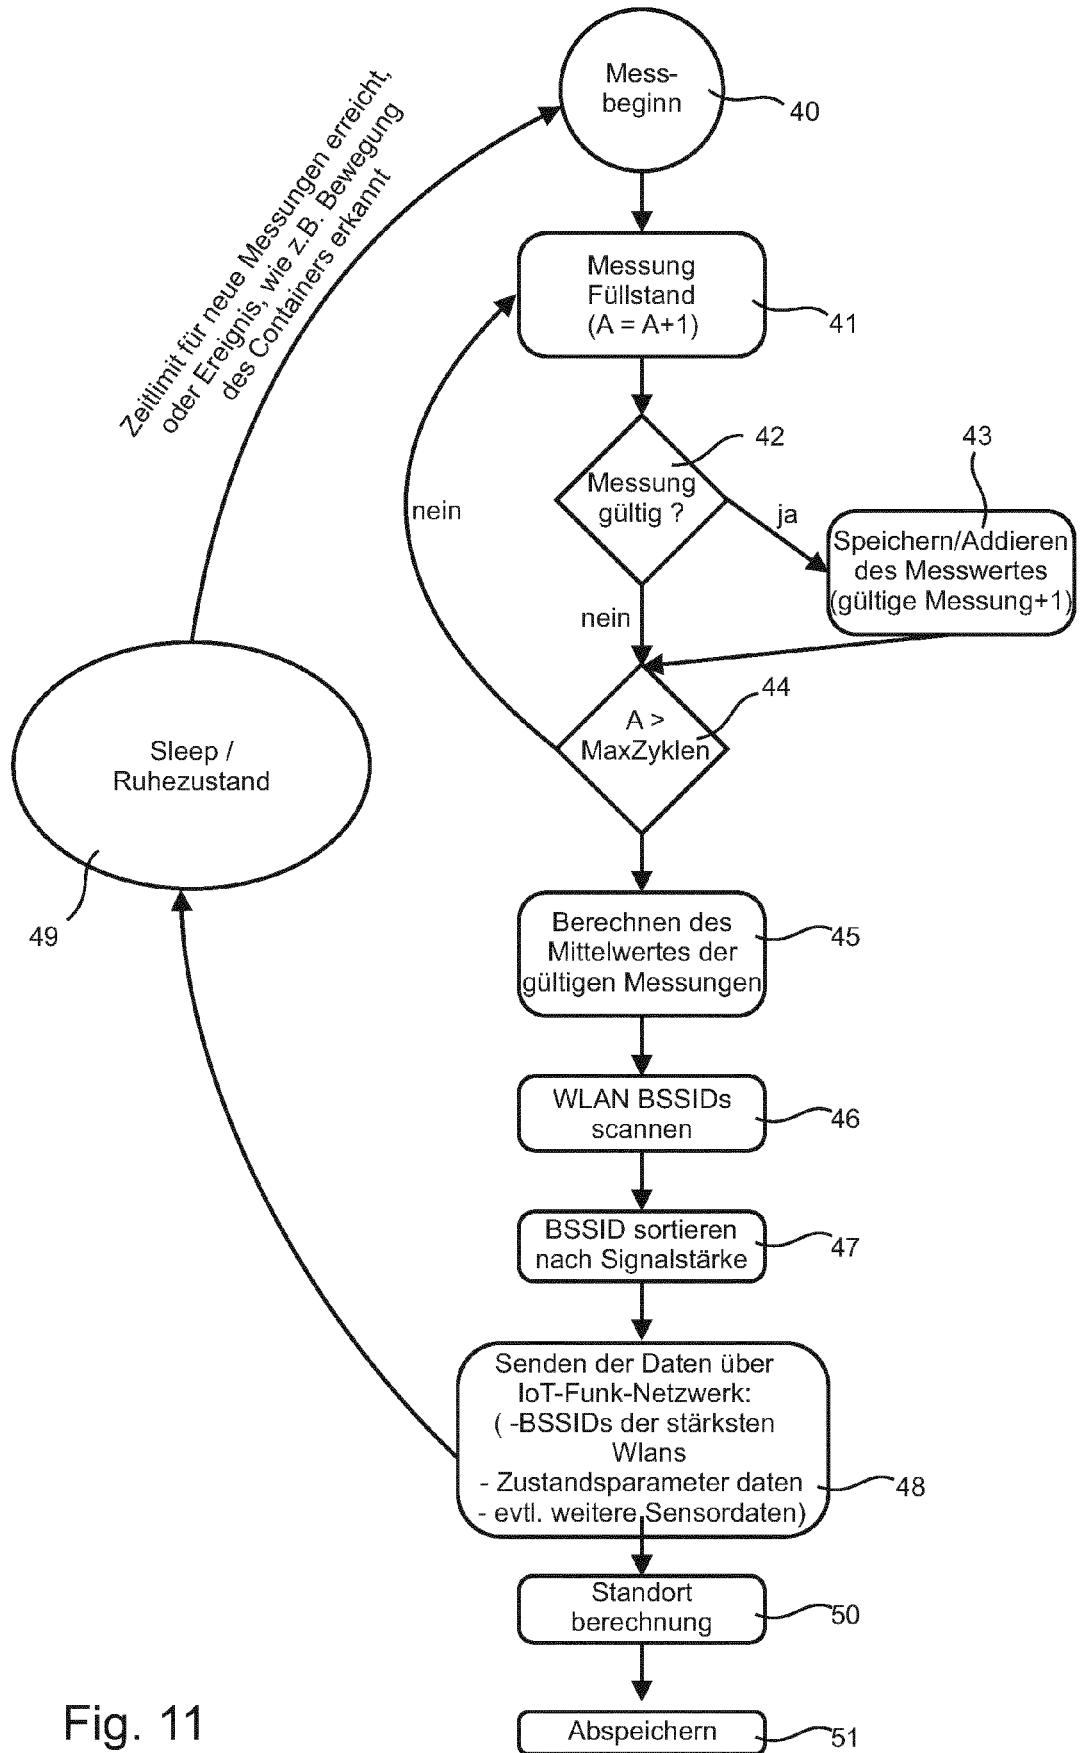 Mess-
beginn
40
Zeitlimit für neue Messungen erreicht,
oder Ereignis, wie z.B. Bewegung
des Containers erkannt
Messung
Füllstand
(A = A+1)
41
42
43
Messung
gültig ?
nein
ja
Speichern/Addieren
des Messwertes
(gültige Messung+1)
nein
44
A >
MaxZyklen
Sleep /
Ruhezustand
49
Berechnen des
Mittelwertes der
gültigen Messungen
45
WLAN BSSIDs
scannen
46
BSSID sortieren
nach Signalstärke
47
Senden der Daten über
IoT-Funk-Netzwerk:
( -BSSIDs der stärksten
Wlans
- Zustandsparameter daten
- evtl. weitere Sensordaten)
48
Standort
berechnung
50
Abspeichern
51
Fig. 11